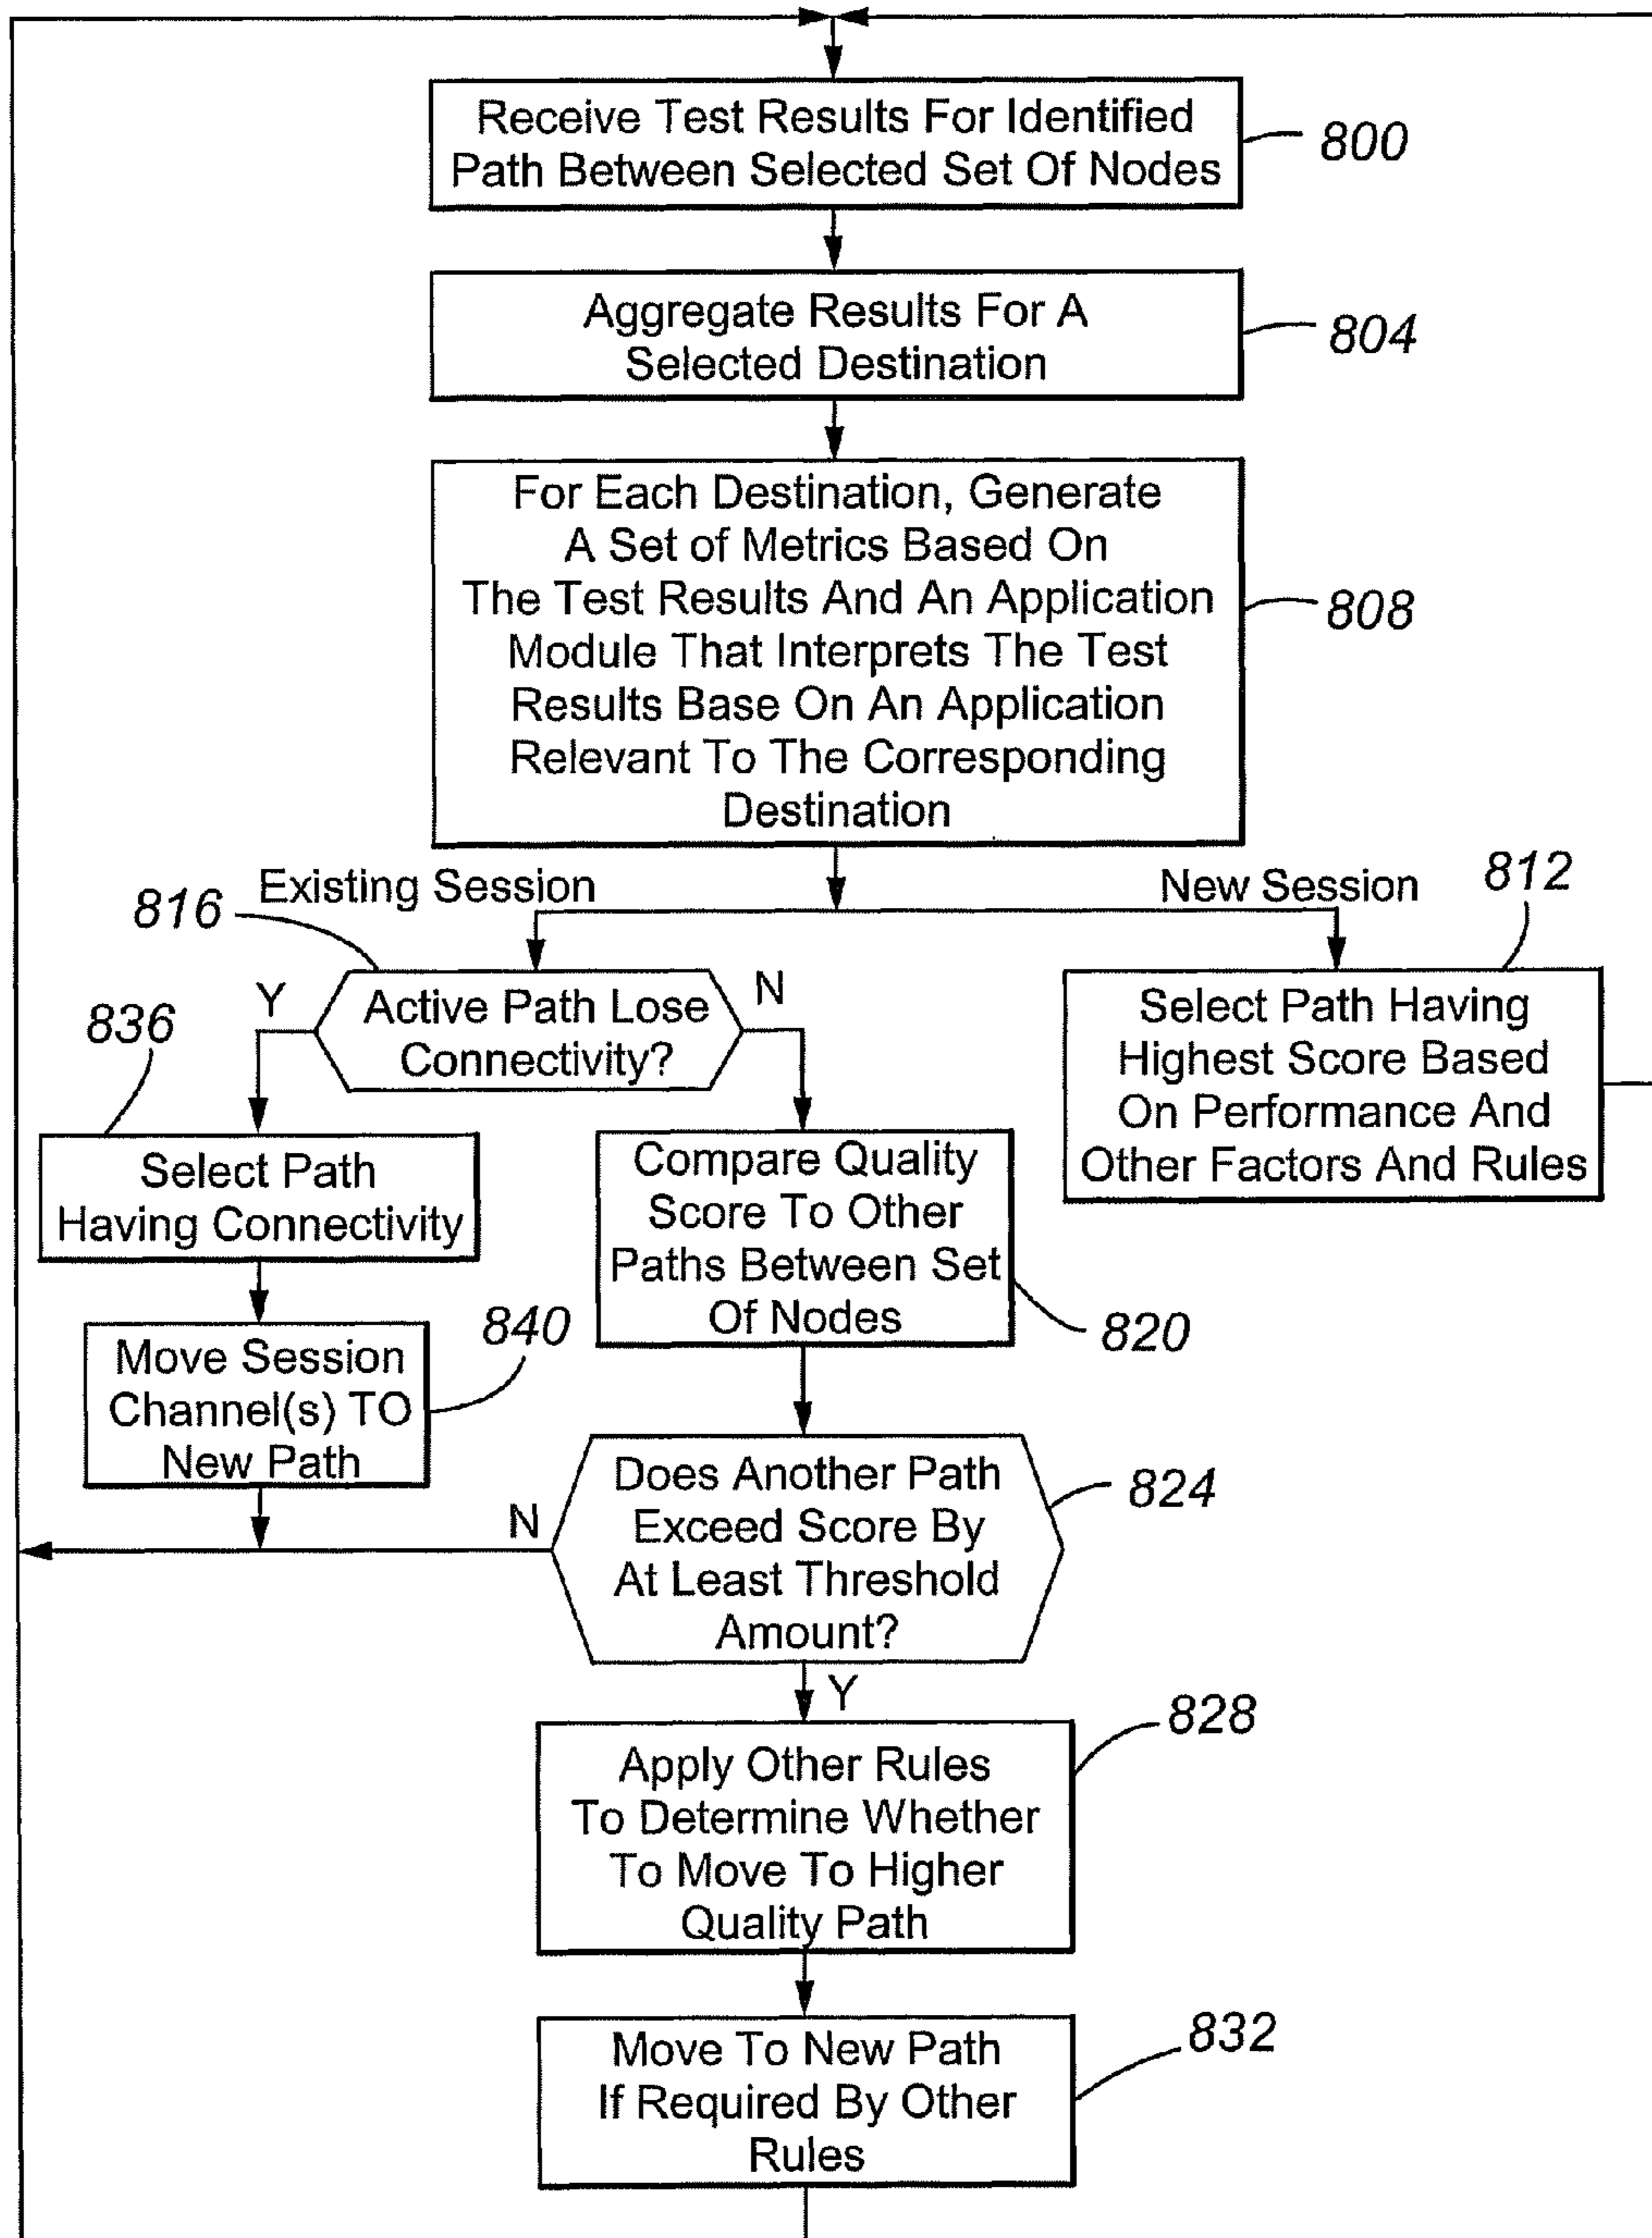 Receive Test Results For Identified
Path Between Selected Set Of Nodes
800
Aggregate Results For A
Selected Destination
804
For Each Destination, Generate
A Set of Metrics Based On
The Test Results And An Application
Module That Interprets The Test
Results Base On An Application
Relevant To The Corresponding
Destination
808
Existing Session
New Session
816
812
Y
Active Path Lose
Connectivity?
N
836
Select Path Having
Highest Score Based
On Performance And
Other Factors And Rules
Select Path
Having Connectivity
Compare Quality
Score To Other
Paths Between Set
Of Nodes
820
840
Move Session
Channel(s) TO
New Path
Does Another Path
Exceed Score By
At Least Threshold
Amount?
824
N
Y
828
Apply Other Rules
To Determine Whether
To Move To Higher
Quality Path
Move To New Path
If Required By Other
Rules
832